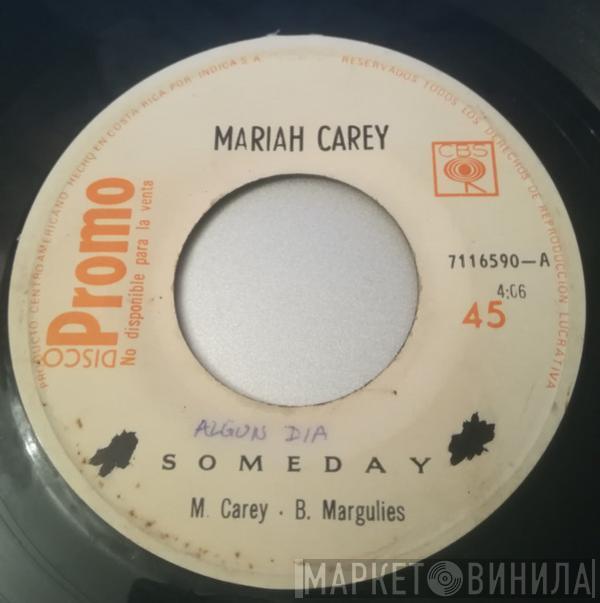 PRODUCTO CENTROAMERICANO HECHO EN COSTA RICA POR INDICA S.A.
RESERVADOS TODOS LOS DERECHOS DE REPRODUCCION LUCRATIVA
MARIAH CAREY
CBS
DISCO
Promo
No disponible para la venta
7116590—A
4:06
45
ALGUN DIA
SOMEDAY
M. Carey · B. Margulies
МАРКЕТ ВИНИЛА